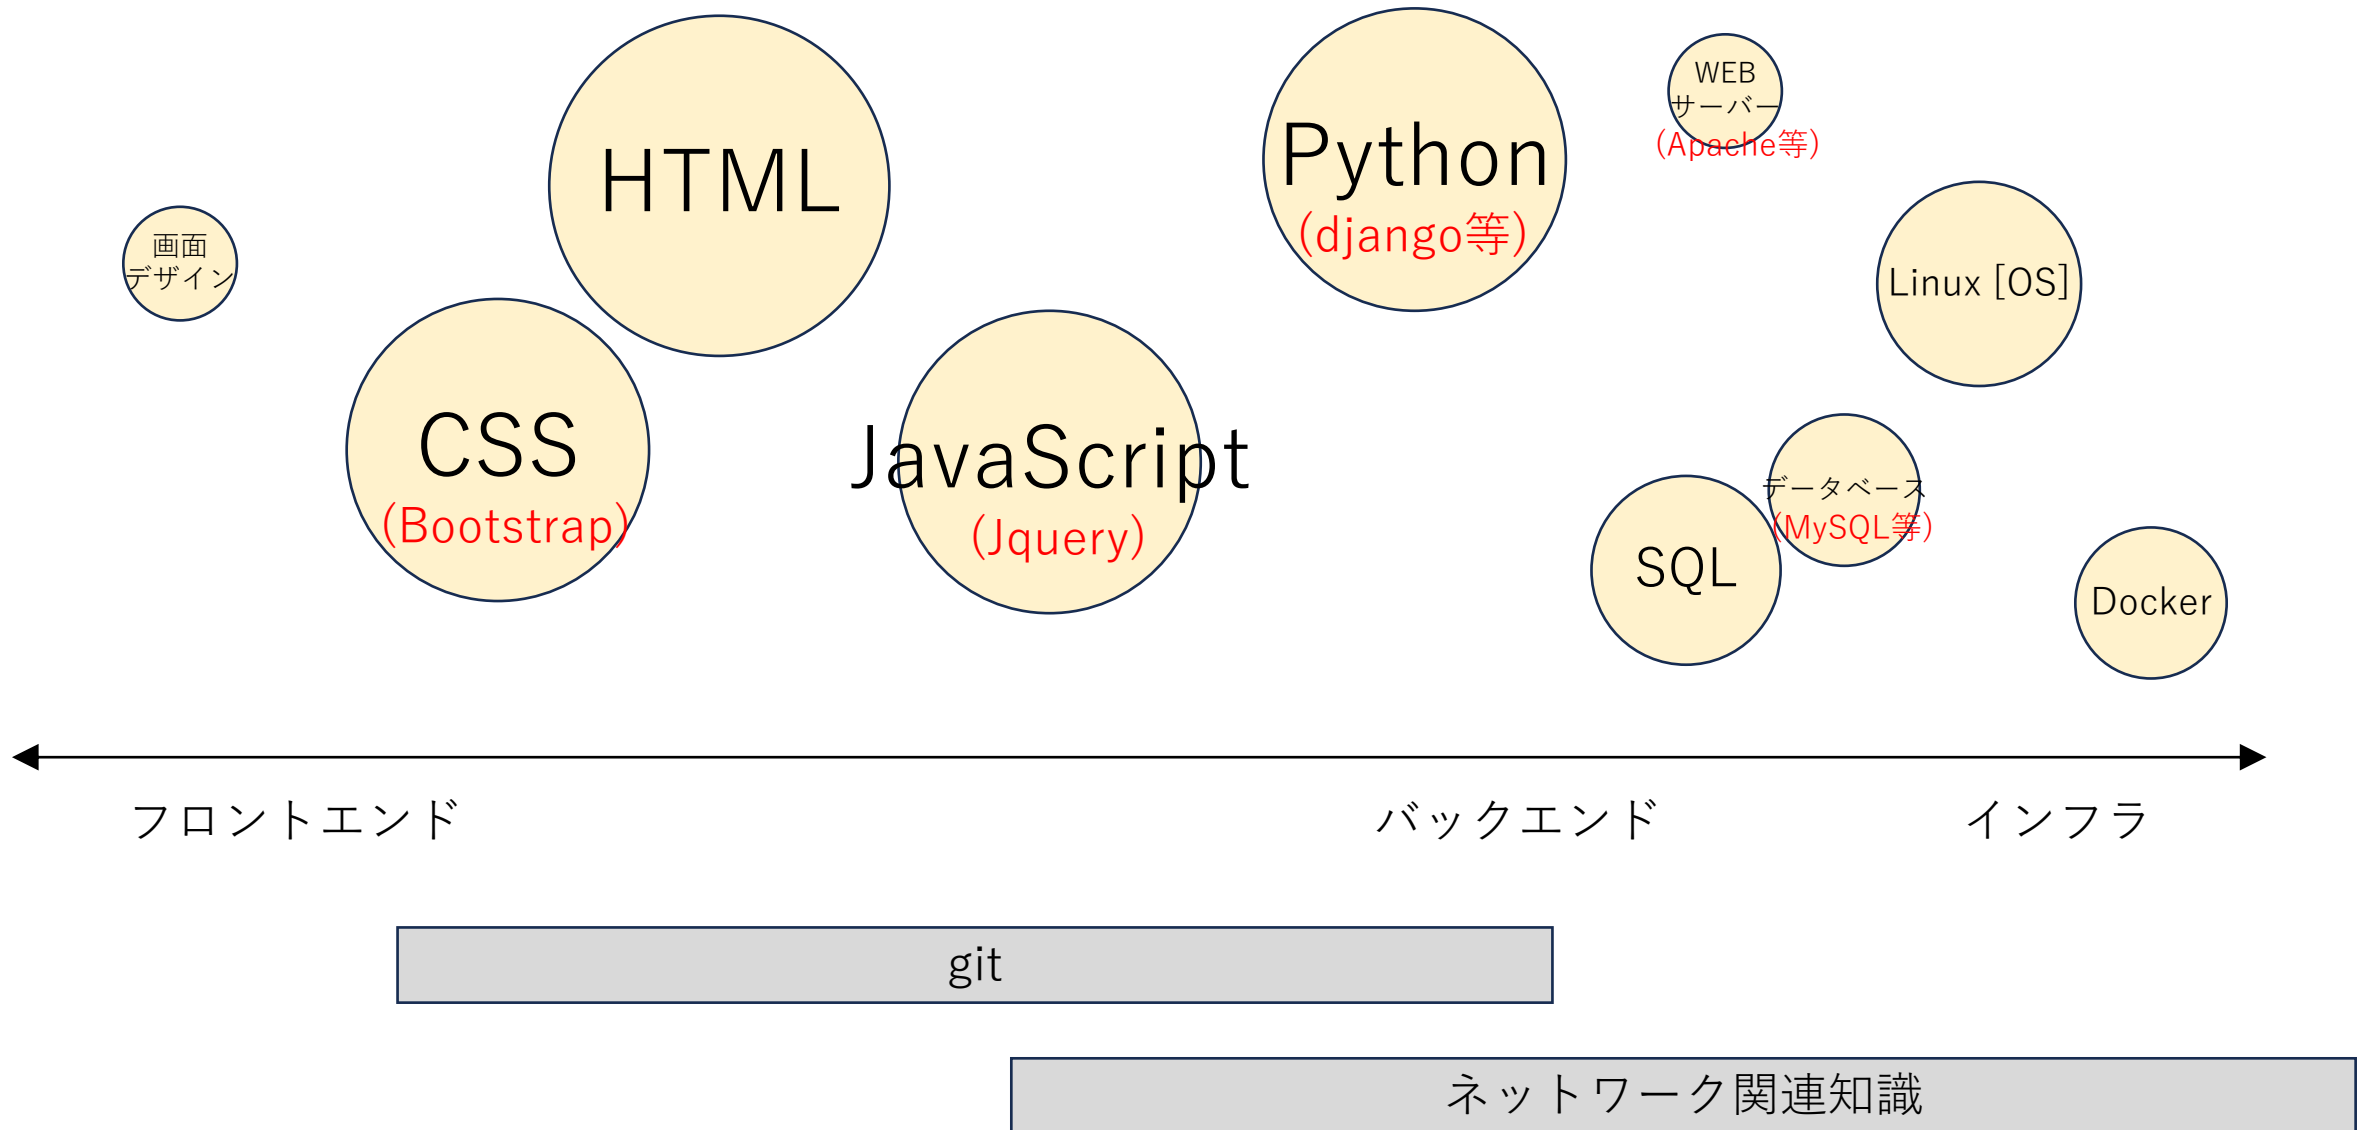 HTML
Python
(django等)
WEB
サーバー
(Apache等)
画面
デザイン
Linux [OS]
CSS
(Bootstrap)
JavaScript
(Jquery)
データベース
(MySQL等)
SQL
Docker
フロントエンド
バックエンド
インフラ
git
ネットワーク関連知識